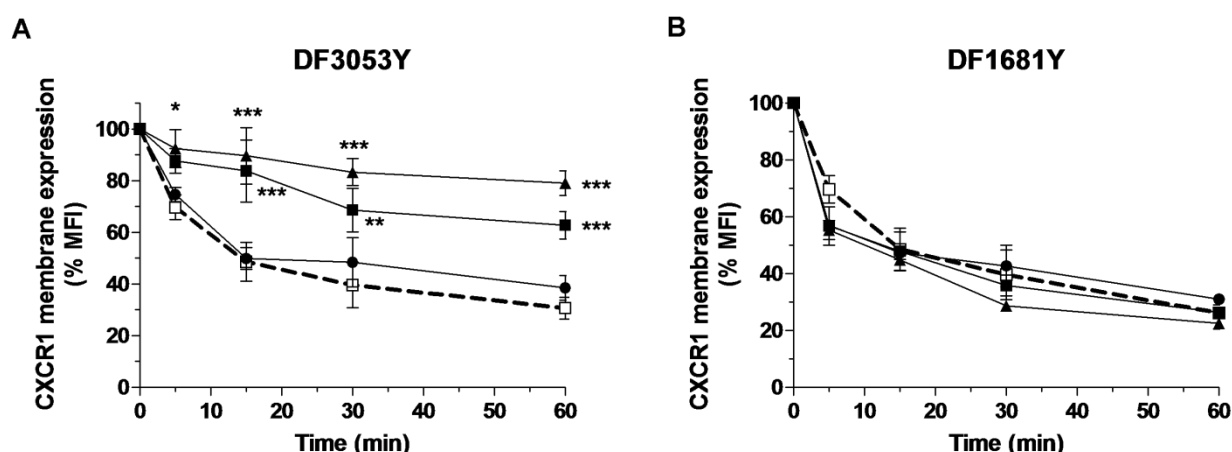 A
DF3053Y
CXCR1 membrane expression
(% MFI)
100
80
60
40
20
0
*
***
***
***
***
**
***
0 10 20 30 40 50 60
Time (min)
B
DF1681Y
CXCR1 membrane expression
(% MFI)
100
80
60
40
20
0
0 10 20 30 40 50 60
Time (min)